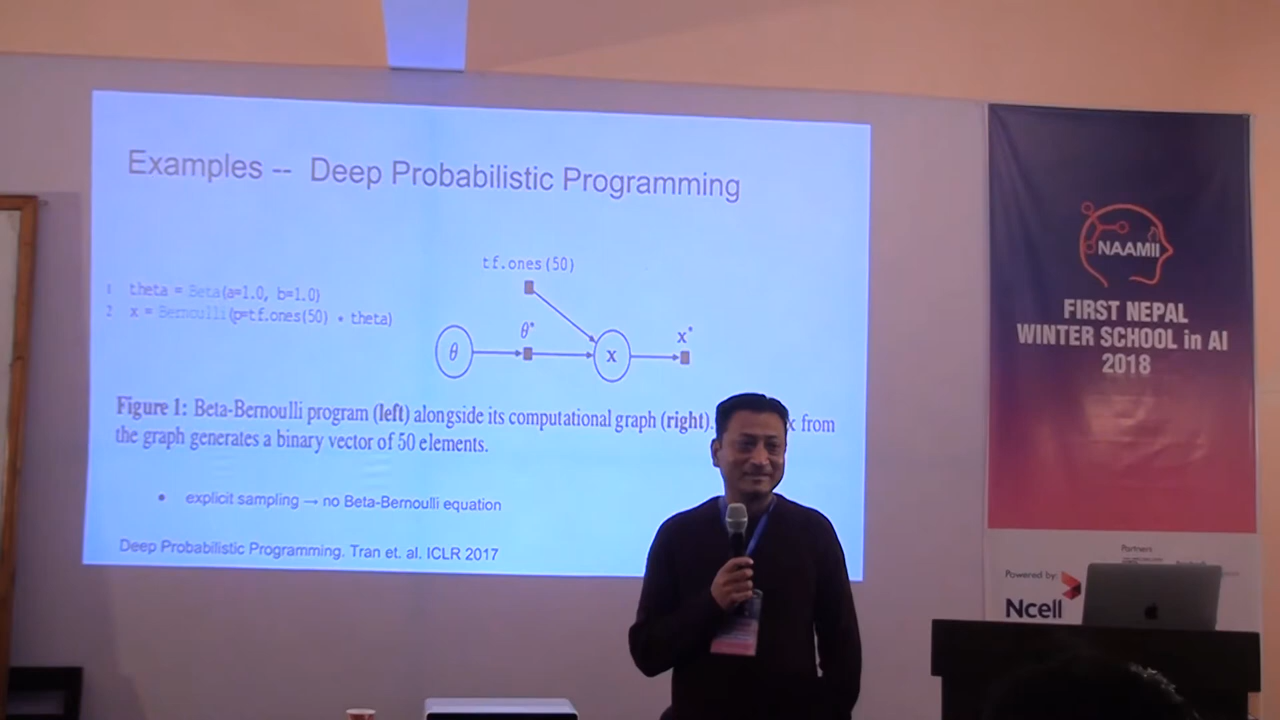 Examples -- Deep Probabilistic Programming
tf.ones(50)
1 theta = Beta(a=1.0, b=1.0)
2 x = Bernoulli(p=tf.ones(50) * theta)
θ*
x*
θ
x
Figure 1: Beta-Bernoulli program (left) alongside its computational graph (right). x from
the graph generates a binary vector of 50 elements.
• explicit sampling → no Beta-Bernoulli equation
Deep Probabilistic Programming. Tran et. al. ICLR 2017
NAAMII
FIRST NEPAL
WINTER SCHOOL in AI
2018
Partners
Powered by:
Ncell